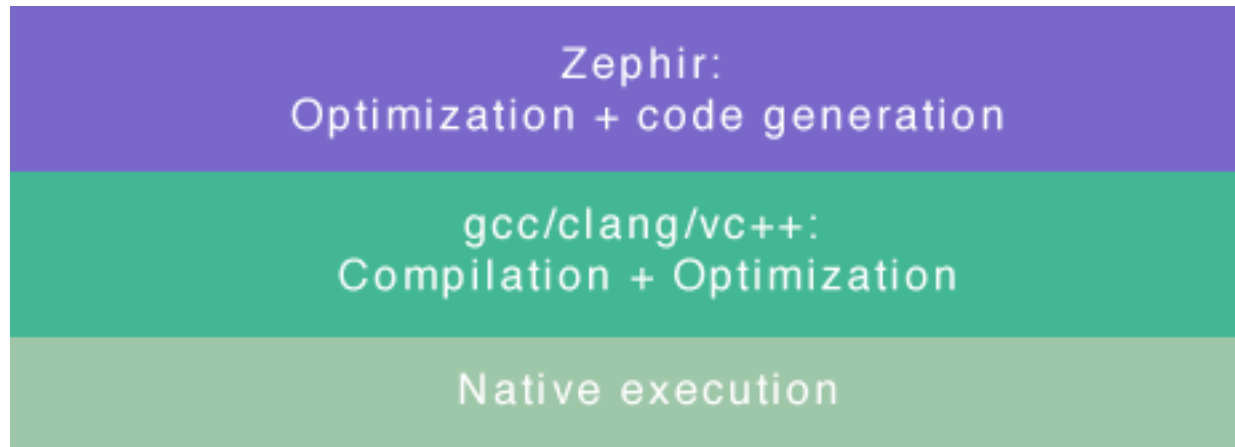 Zephir:
Optimization + code generation
gcc/clang/vc++:
Compilation + Optimization
Native execution